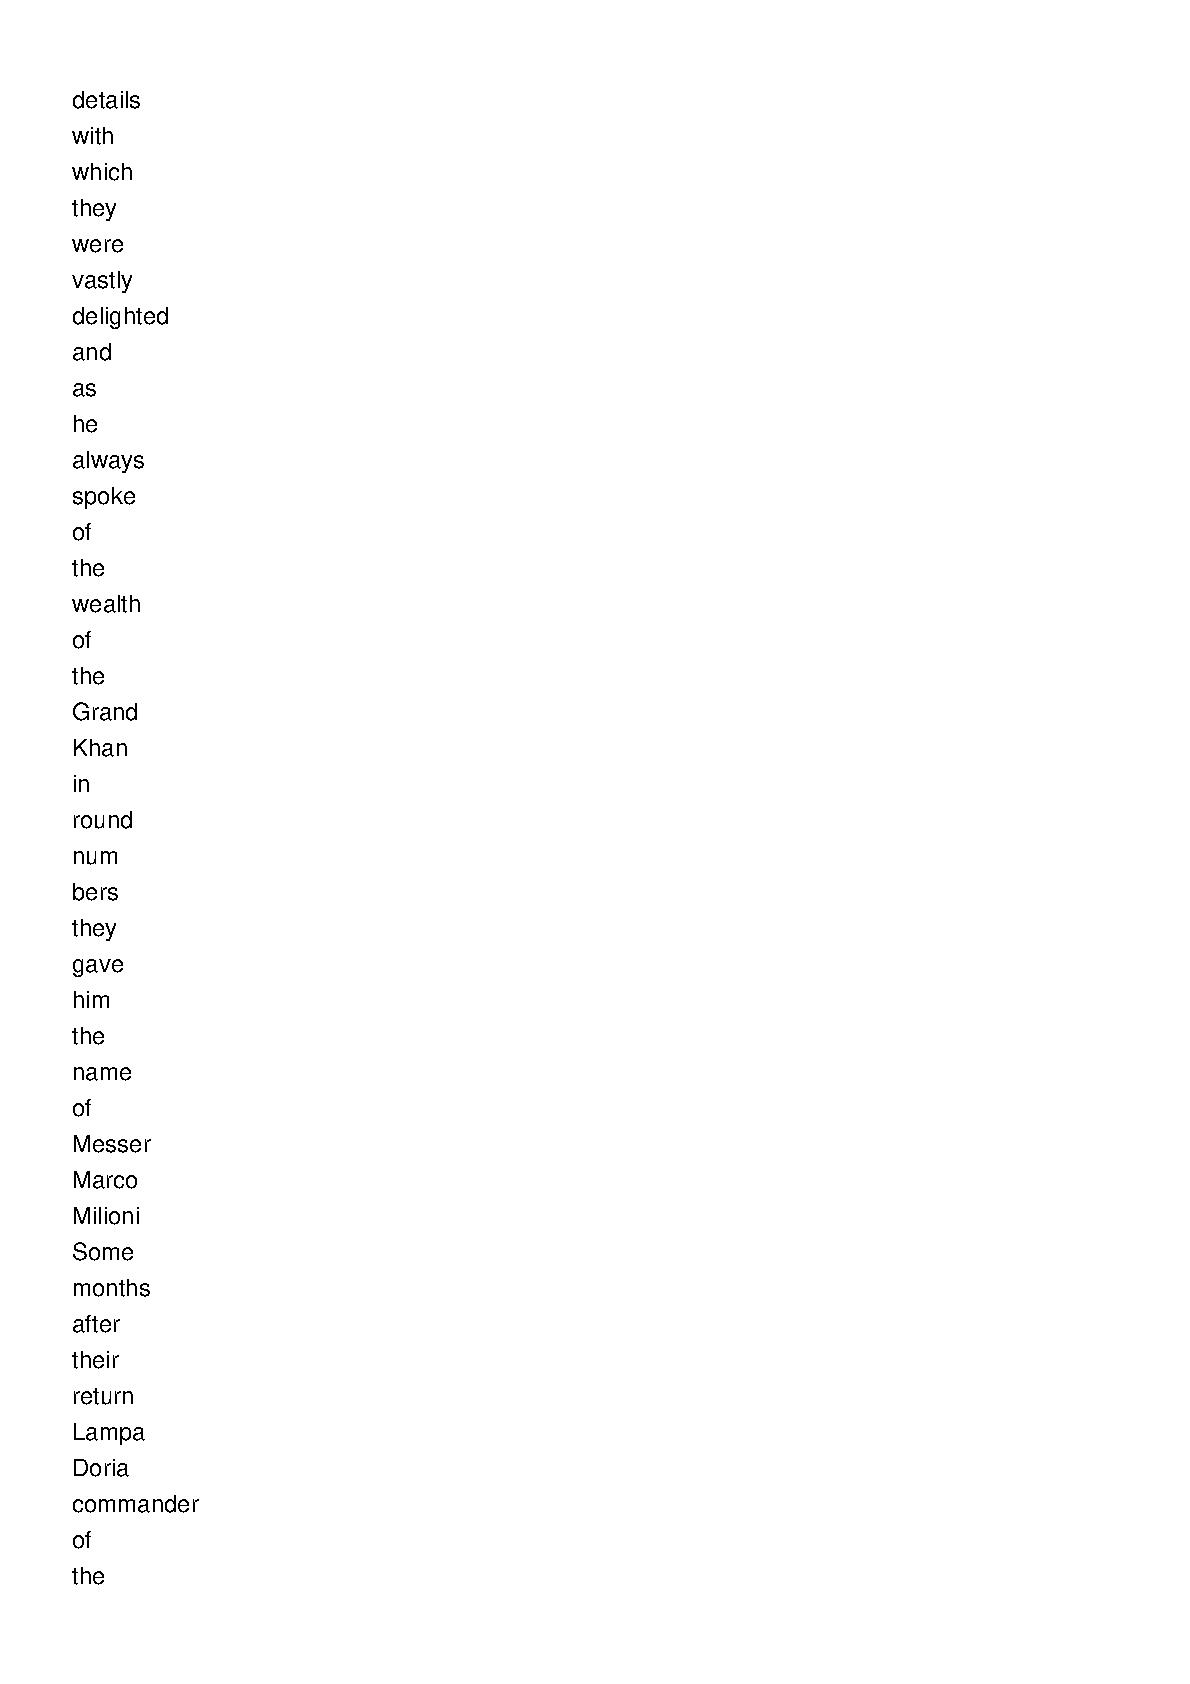 details
with
which
they
were
vastly
delighted
and
as
he
always
spoke
of
the
wealth
of
the
Grand
Khan
in
round
num
bers
they
gave
him
the
name
of
Messer
Marco
Milioni
Some
months
after
their
return
Lampa
Doria
commander
of
the